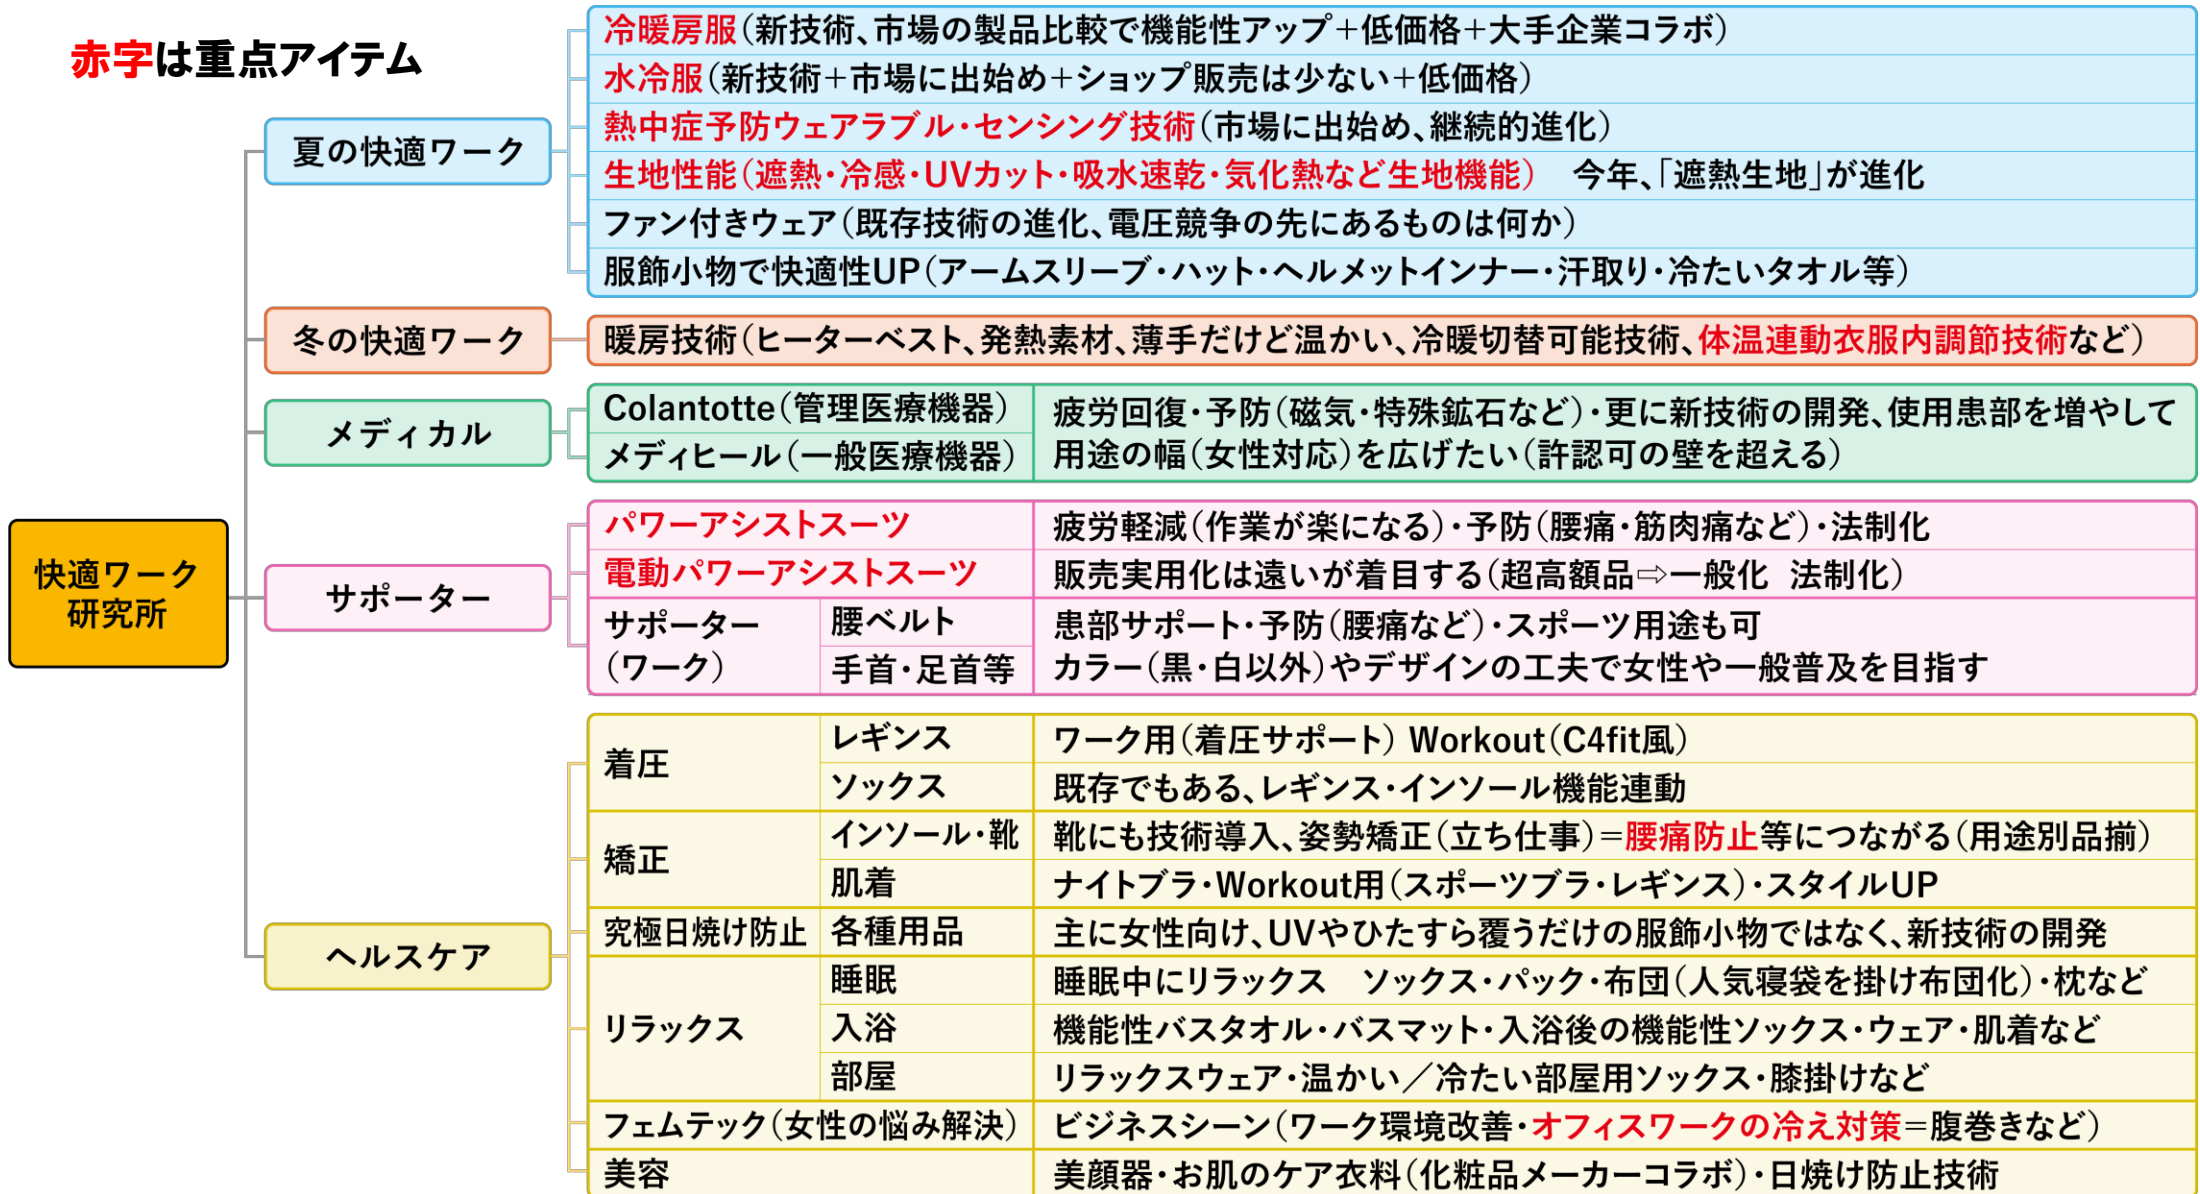 赤字は重点アイテム
快適ワーク
研究所
夏の快適ワーク
冷暖房服（新技術、市場の製品比較で機能性アップ＋低価格＋大手企業コラボ）
水冷服（新技術＋市場に出始め＋ショップ販売は少ない＋低価格）
熱中症予防ウェアラブル・センシング技術（市場に出始め、継続的進化）
生地性能（遮熱・冷感・UVカット・吸水速乾・気化熱など生地機能）　今年、「遮熱生地」が進化
ファン付きウェア（既存技術の進化、電圧競争の先にあるものは何か）
服飾小物で快適性UP（アームスリーブ・ハット・ヘルメットインナー・汗取り・冷たいタオル等）
冬の快適ワーク
暖房技術（ヒーターベスト、発熱素材、薄手だけど温かい、冷暖切替可能技術、体温連動衣服内調節技術など）
メディカル
Colantotte（管理医療機器）
メディヒール（一般医療機器）
疲労回復・予防（磁気・特殊鉱石など）・更に新技術の開発、使用患部を増やして
用途の幅（女性対応）を広げたい（許認可の壁を超える）
サポーター
パワーアシストスーツ
疲労軽減（作業が楽になる）・予防（腰痛・筋肉痛など）・法制化
電動パワーアシストスーツ
販売実用化は遠いが着目する（超高額品⇨一般化 法制化）
サポーター
（ワーク）
腰ベルト
手首・足首等
患部サポート・予防（腰痛など）・スポーツ用途も可
カラー（黒・白以外）やデザインの工夫で女性や一般普及を目指す
ヘルスケア
着圧
レギンス
ワーク用（着圧サポート） Workout（C4fit風）
ソックス
既存でもある、レギンス・インソール機能連動
矯正
インソール・靴
靴にも技術導入、姿勢矯正（立ち仕事）＝腰痛防止等につながる（用途別品揃）
肌着
ナイトブラ・Workout用（スポーツブラ・レギンス）・スタイルUP
究極日焼け防止
各種用品
主に女性向け、UVやひたすら覆うだけの服飾小物ではなく、新技術の開発
リラックス
睡眠
睡眠中にリラックス　ソックス・パック・布団（人気寝袋を掛け布団化）・枕など
入浴
機能性バスタオル・バスマット・入浴後の機能性ソックス・ウェア・肌着など
部屋
リラックスウェア・温かい／冷たい部屋用ソックス・膝掛けなど
フェムテック（女性の悩み解決）
ビジネスシーン（ワーク環境改善・オフィスワークの冷え対策＝腹巻きなど）
美容
美顔器・お肌のケア衣料（化粧品メーカーコラボ）・日焼け防止技術